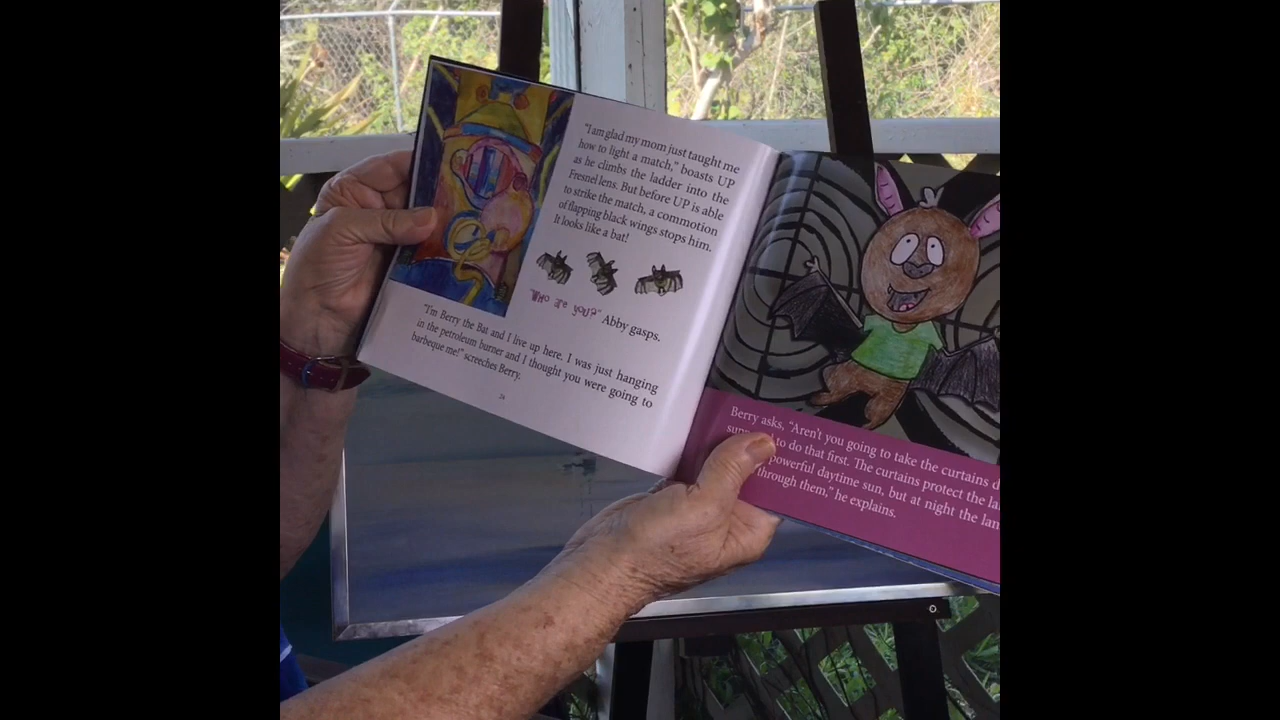 "I am glad my mom just taught me
how to light a match," boasts UP
as he climbs the ladder into the
Fresnel lens. But before UP is able
to strike the match, a commotion
of flapping black wings stops him.
It looks like a bat!
"Who are you?" Abby gasps.
"I'm Berry the Bat and I live up here. I was just hanging
in the petroleum burner and I thought you were going to
barbeque me!" screeches Berry.
24
Berry asks, "Aren't you going to take the curtains
to do that first. The curtains protect the
powerful daytime sun, but at night the
through them," he explains.